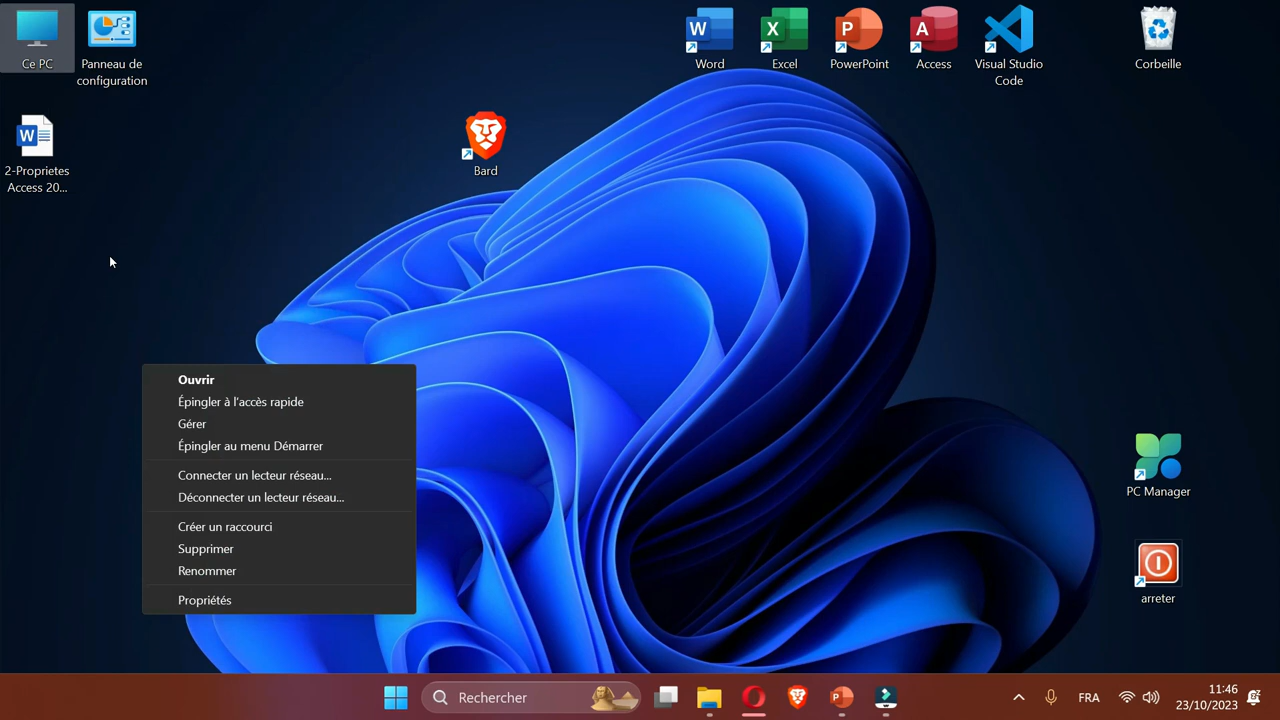 Ce PC
Panneau de
configuration
Word
Excel
PowerPoint
Access
Visual Studio
Code
Corbeille
2-Proprietes
Access 20...
Bard
Ouvrir
Épingler à l'accès rapide
Gérer
Épingler au menu Démarrer
Connecter un lecteur réseau...
Déconnecter un lecteur réseau...
Créer un raccourci
Supprimer
Renommer
Propriétés
PC Manager
arreter
Rechercher
FRA
11:46
23/10/2023